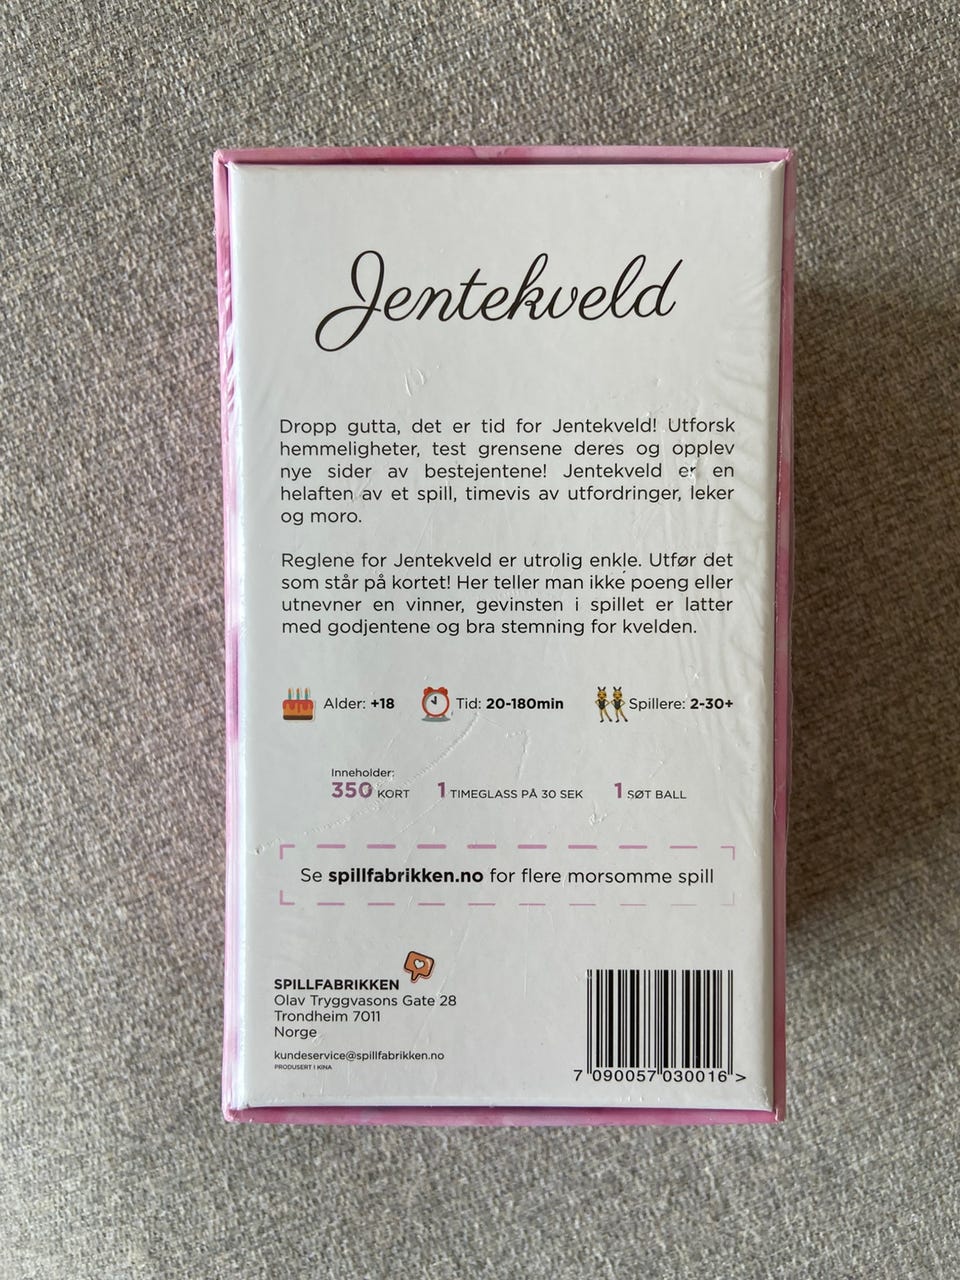 Jentekveld
Dropp gutta, det er tid for Jentekveld! Utforsk
hemmeligheter, test grensene deres og opplev
nye sider av bestejentene! Jentekveld er en
helaften av et spill, timevis av utfordringer, leker
og moro.
Reglene for Jentekveld er utrolig enkle. Utfør det
som står på kortet! Her teller man ikke poeng eller
utnevner en vinner, gevinsten i spillet er latter
med godjentene og bra stemning for kvelden.
Alder: +18 Tid: 20-180min Spillere: 2-30+
Inneholder:
350 KORT 1 TIMEGLASS PÅ 30 SEK 1 SØT BALL
Se spillfabrikken.no for flere morsomme spill
SPILLFABRIKKEN
Olav Tryggvasons Gate 28
Trondheim 7011
Norge
kundeservice@spillfabrikken.no
PRODUSERT I KINA
7 090057 030016 >